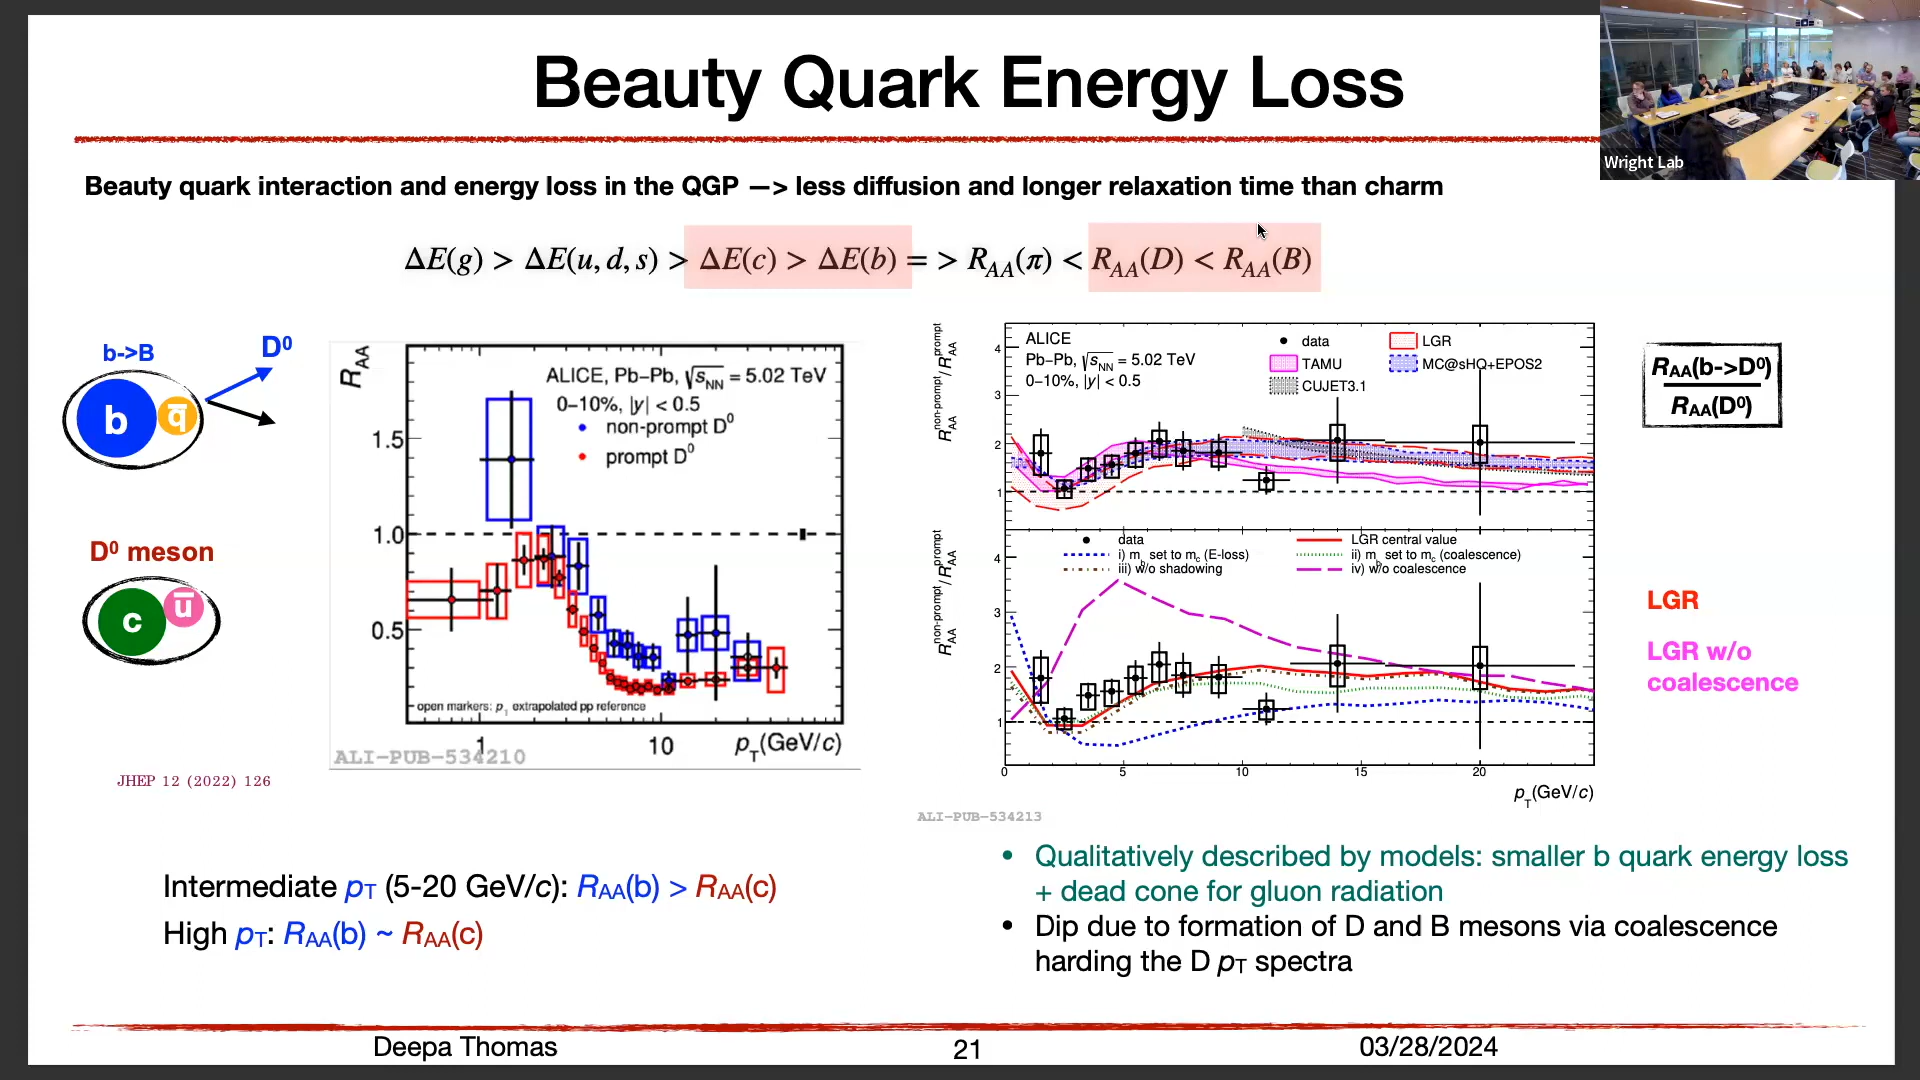 Beauty Quark Energy Loss
Wright Lab
Beauty quark interaction and energy loss in the QGP —> less diffusion and longer relaxation time than charm
ΔE(g) > ΔE(u, d, s) > ΔE(c) > ΔE(b) = > R_AA(π) < R_AA(D) < R_AA(B)
b->B
D⁰
b q̅
D⁰ meson
c u̅
JHEP 12 (2022) 126
R_AA
ALICE, Pb–Pb, √s_NN = 5.02 TeV
0–10%, |y| < 0.5
non-prompt D⁰
prompt D⁰
1.5
1.0
0.5
open markers: p_T extrapolated pp reference
1 10 p_T(GeV/c)
ALI-PUB-534210
R_AA^non-prompt / R_AA^prompt
ALICE
Pb–Pb, √s_NN = 5.02 TeV
0–10%, |y| < 0.5
data
LGR
TAMU
MC@sHQ+EPOS2
CUJET3.1
4
3
2
1
R_AA^non-prompt / R_AA^prompt
data
LGR central value
i) m_b set to m_c (E-loss)
ii) m_b set to m_c (coalescence)
iii) w/o shadowing
iv) w/o coalescence
4
3
2
1
0 5 10 15 20
p_T(GeV/c)
ALI-PUB-534213
R_AA(b->D⁰)
R_AA(D⁰)
LGR
LGR w/o
coalescence
Intermediate p_T (5-20 GeV/c): R_AA(b) > R_AA(c)
High p_T: R_AA(b) ~ R_AA(c)
• Qualitatively described by models: smaller b quark energy loss
+ dead cone for gluon radiation
• Dip due to formation of D and B mesons via coalescence
harding the D p_T spectra
Deepa Thomas 21 03/28/2024